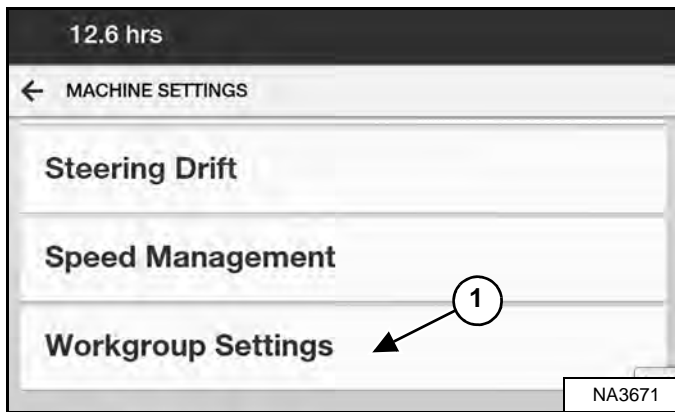 12.6 hrs
← MACHINE SETTINGS
Steering Drift
Speed Management
1
Workgroup Settings
NA3671